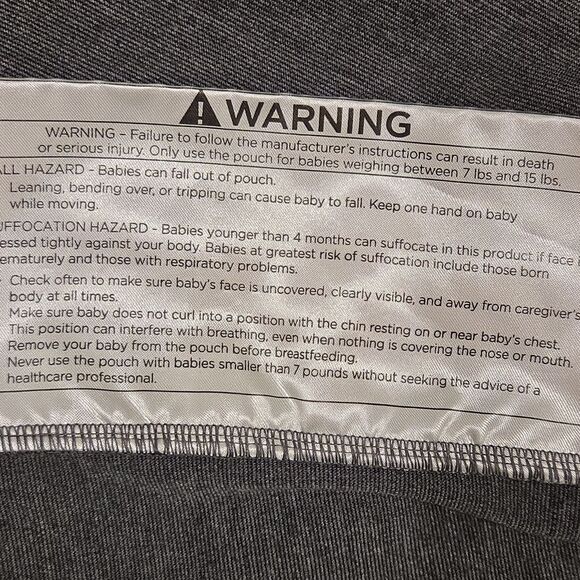 WARNING
WARNING – Failure to follow the manufacturer's instructions can result in death
or serious injury. Only use the pouch for babies weighing between 7 lbs and 15 lbs.
ALL HAZARD - Babies can fall out of pouch.
Leaning, bending over, or tripping can cause baby to fall. Keep one hand on baby
while moving.
UFFOCATION HAZARD - Babies younger than 4 months can suffocate in this product if face i
essed tightly against your body. Babies at greatest risk of suffocation include those born
ematurely and those with respiratory problems.
Check often to make sure baby's face is uncovered, clearly visible, and away from caregiver's
body at all times.
Make sure baby does not curl into a position with the chin resting on or near baby's chest.
This position can interfere with breathing, even when nothing is covering the nose or mouth.
Remove your baby from the pouch before breastfeeding.
Never use the pouch with babies smaller than 7 pounds without seeking the advice of a
healthcare professional.